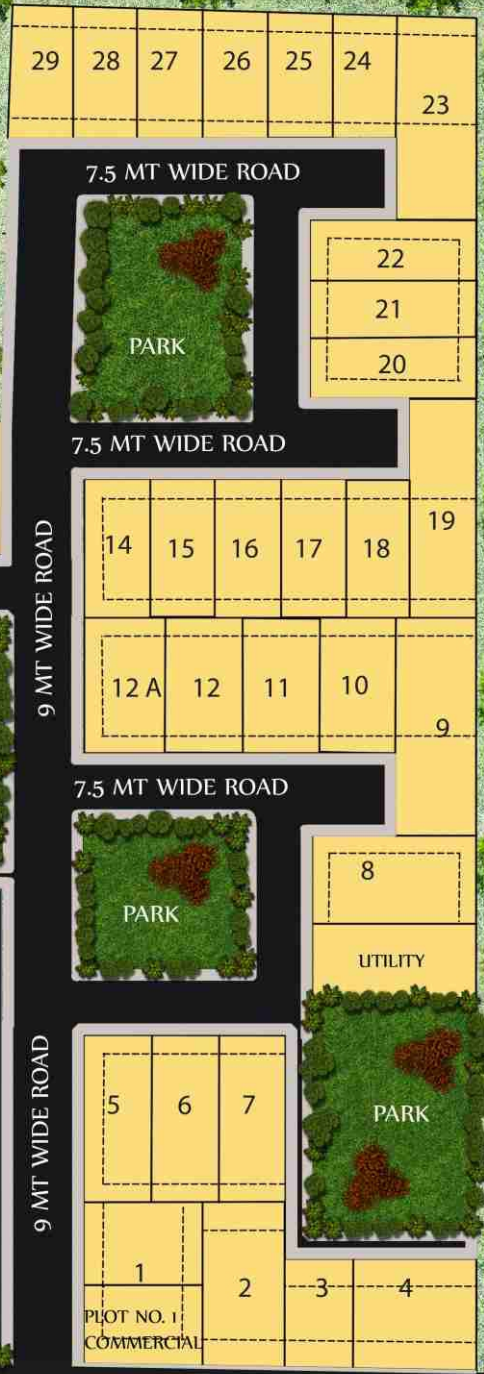 29 28 27 26 25 24
23
7.5 MT WIDE ROAD
22
21
20
PARK
7.5 MT WIDE ROAD
19
14 15 16 17 18
9 MT WIDE ROAD
12 A 12 11 10
9
7.5 MT WIDE ROAD
8
PARK
UTILITY
9 MT WIDE ROAD
5 6 7
PARK
1
2 3 4
PLOT NO. 1
COMMERCIAL